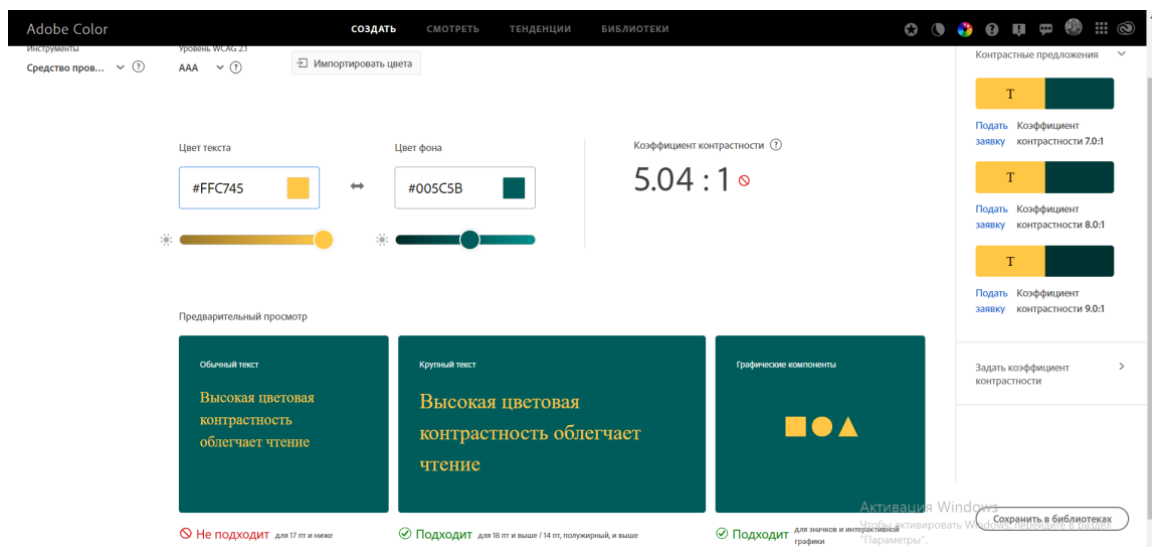 Adobe Color
СОЗДАТЬ
СМОТРЕТЬ
ТЕНДЕНЦИИ
БИБЛИОТЕКИ
Инструменты
Средство пров...
Уровень WCAG 2.1
AAA
Импортировать цвета
Цвет текста
#FFC745
Цвет фона
#005C5B
Коэффициент контрастности
5.04 : 1
Предварительный просмотр
Обычный текст
Высокая цветовая
контрастность
облегчает чтение
Не подходит для 17 пт и ниже
Крупный текст
Высокая цветовая
контрастность облегчает
чтение
Подходит для 18 пт и выше / 14 пт, полужирный, и выше
Графические компоненты
Подходит для значков и интерактивной
графики
Контрастные предложения
T
Подать Коэффициент
заявку контрастности 7.0:1
T
Подать Коэффициент
заявку контрастности 8.0:1
T
Подать Коэффициент
заявку контрастности 9.0:1
Задать коэффициент
контрастности
Активация Windows
Чтобы активировать Windows, перейдите в раздел
"Параметры".
Сохранить в библиотеках